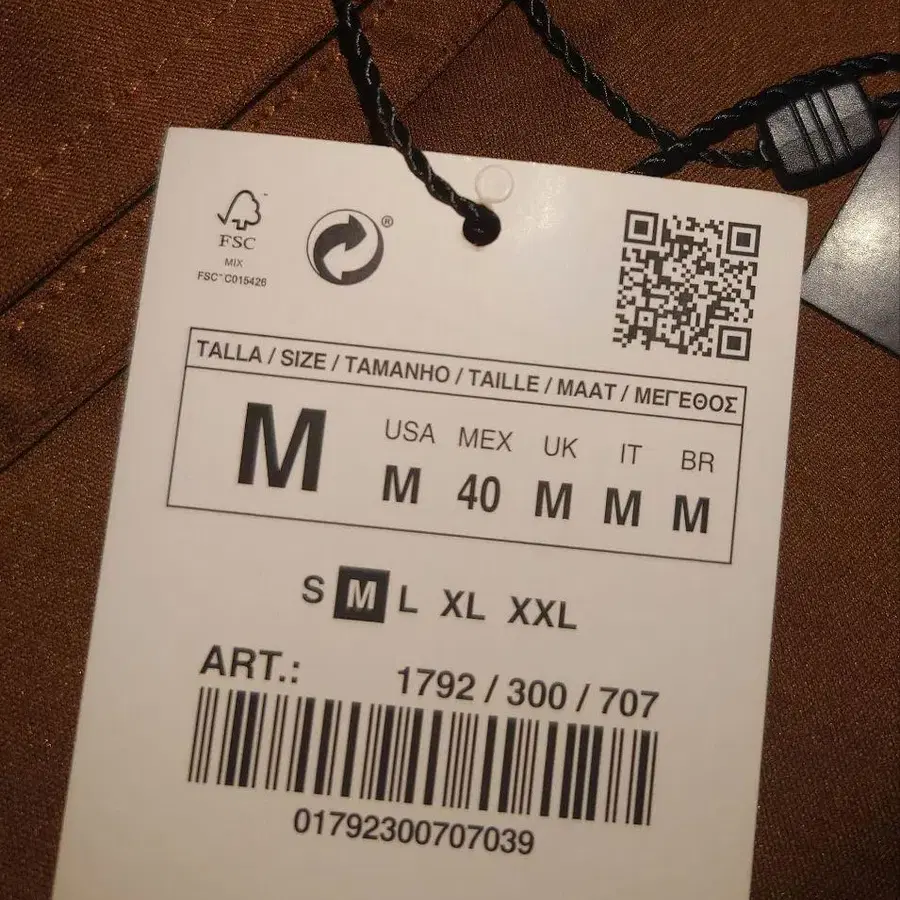 FSC
MIX
FSC™ C015426
®
TALLA / SIZE / TAMANHO / TAILLE / MAAT / ΜΕΓΕΘΟΣ
M
USA MEX UK IT BR
M 40 M M M
S M L XL XXL
ART.: 1792 / 300 / 707
01792300707039